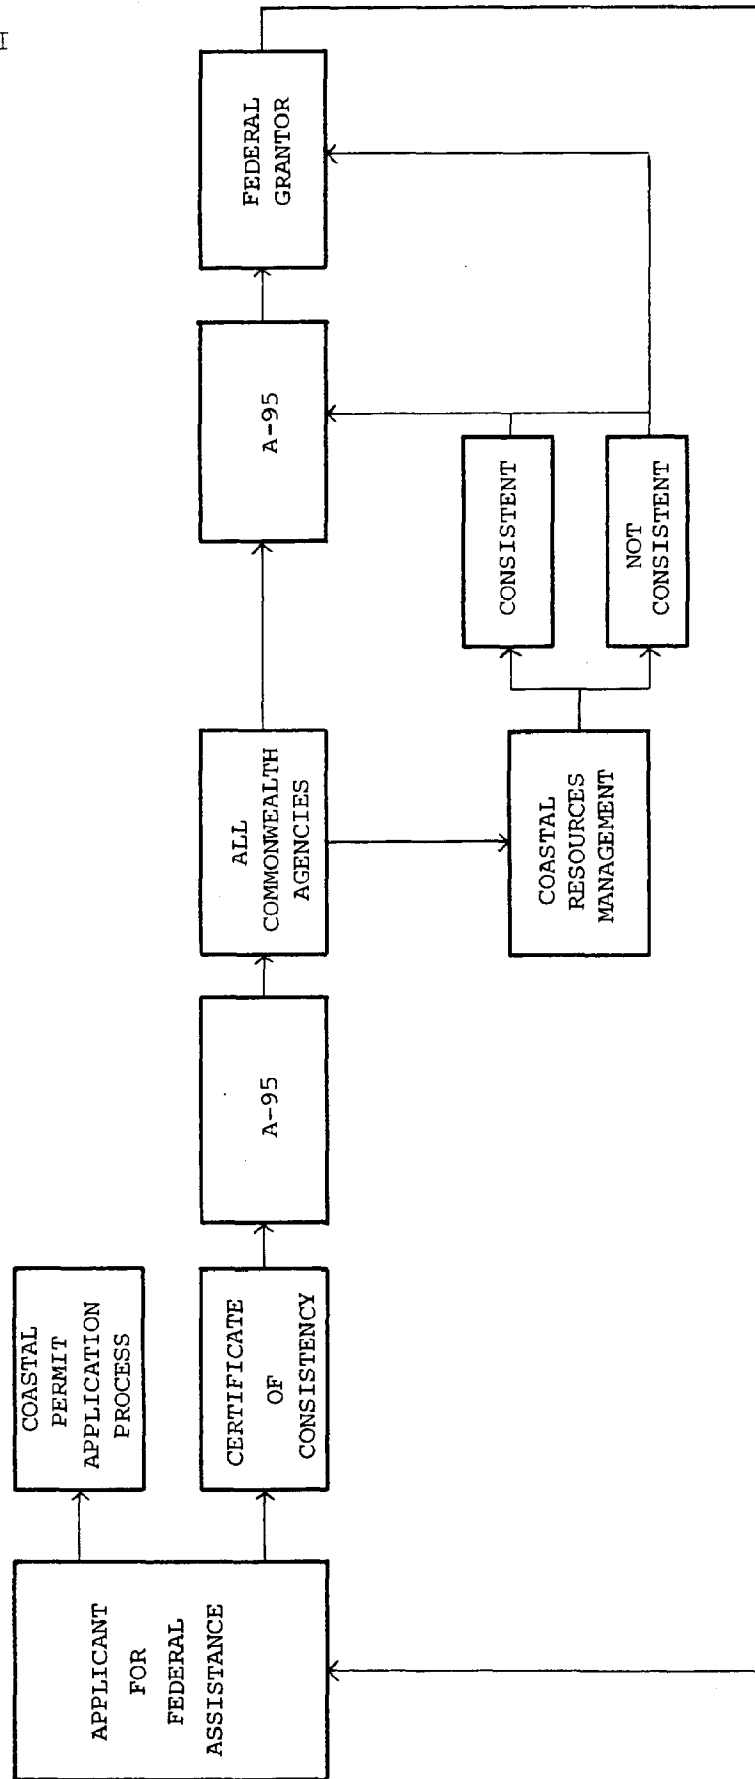 APPLICANT
FOR
FEDERAL
ASSISTANCE
COASTAL
PERMIT
APPLICATION
PROCESS
CERTIFICATE
OF
CONSISTENCY
A-95
ALL
COMMONWEALTH
AGENCIES
COASTAL
RESOURCES
MANAGEMENT
CONSISTENT
NOT
CONSISTENT
A-95
FEDERAL
GRANTOR